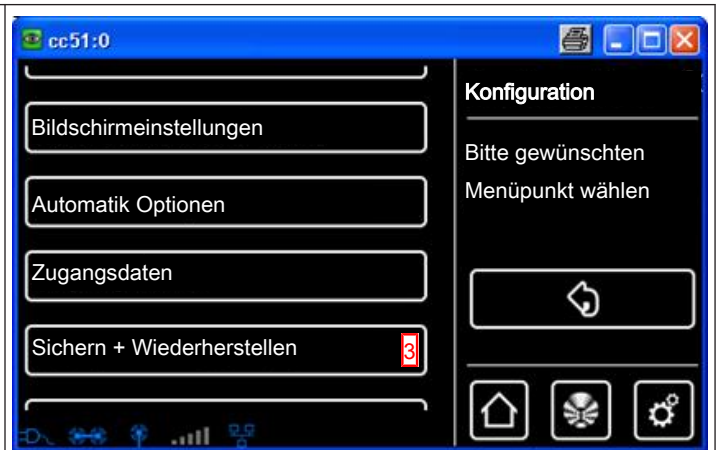 cc51:0
Bildschirmeinstellungen
Automatik Optionen
Zugangsdaten
Sichern + Wiederherstellen 3
Konfiguration
Bitte gewünschten
Menüpunkt wählen